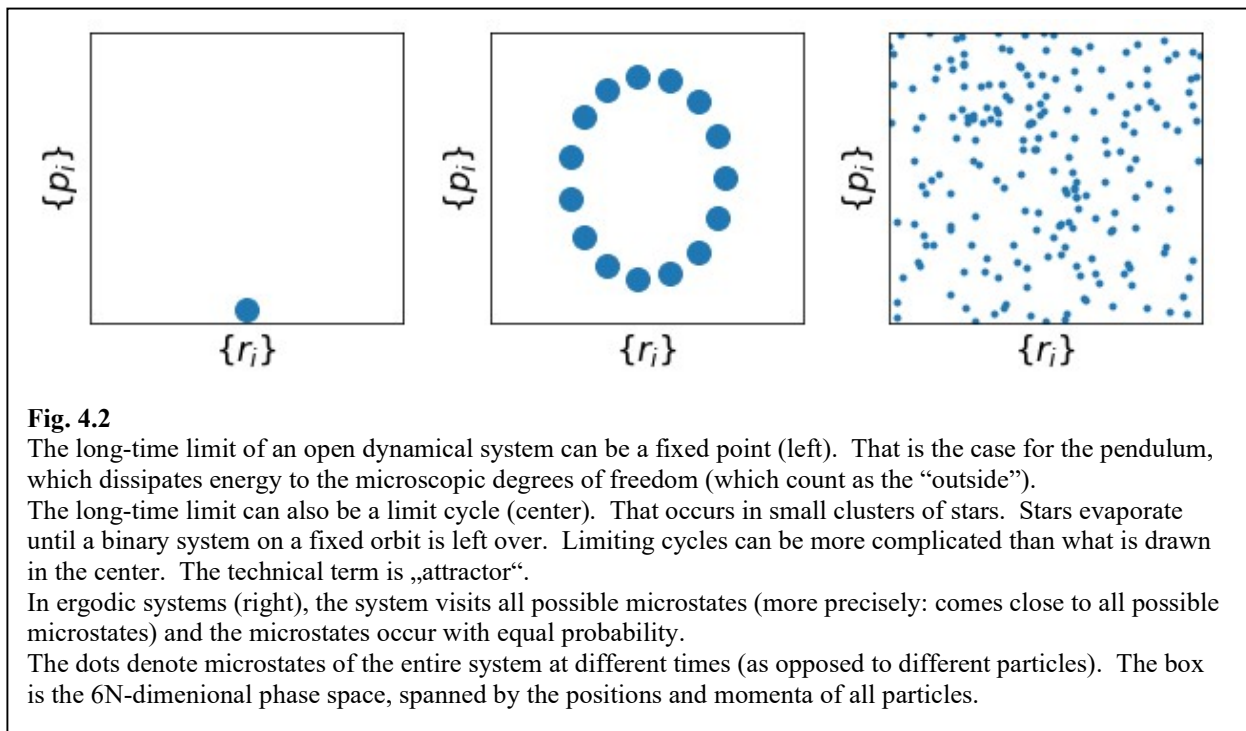 {p_i} {p_i} {p_i}
{r_i} {r_i} {r_i}
Fig. 4.2
The long-time limit of an open dynamical system can be a fixed point (left).  That is the case for the pendulum,
which dissipates energy to the microscopic degrees of freedom (which count as the “outside”).
The long-time limit can also be a limit cycle (center).  That occurs in small clusters of stars.  Stars evaporate
until a binary system on a fixed orbit is left over.  Limiting cycles can be more complicated than what is drawn
in the center.  The technical term is „attractor“.
In ergodic systems (right), the system visits all possible microstates (more precisely: comes close to all possible
microstates) and the microstates occur with equal probability.
The dots denote microstates of the entire system at different times (as opposed to different particles).  The box
is the 6N-dimenional phase space, spanned by the positions and momenta of all particles.